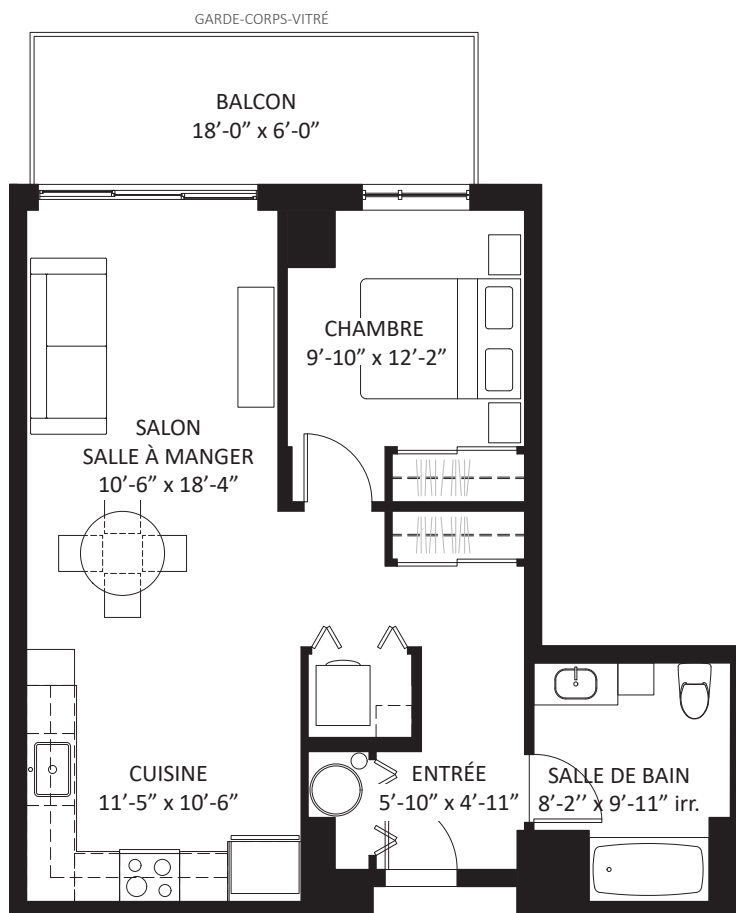 GARDE-CORPS-VITRÉ
BALCON
18’-0” x 6’-0”
CHAMBRE
9’-10” x 12’-2”
SALON
SALLE À MANGER
10’-6” x 18’-4”
CUISINE
11’-5” x 10’-6”
ENTRÉE
5’-10” x 4’-11”
SALLE DE BAIN
8’-2’’ x 9’-11” irr.